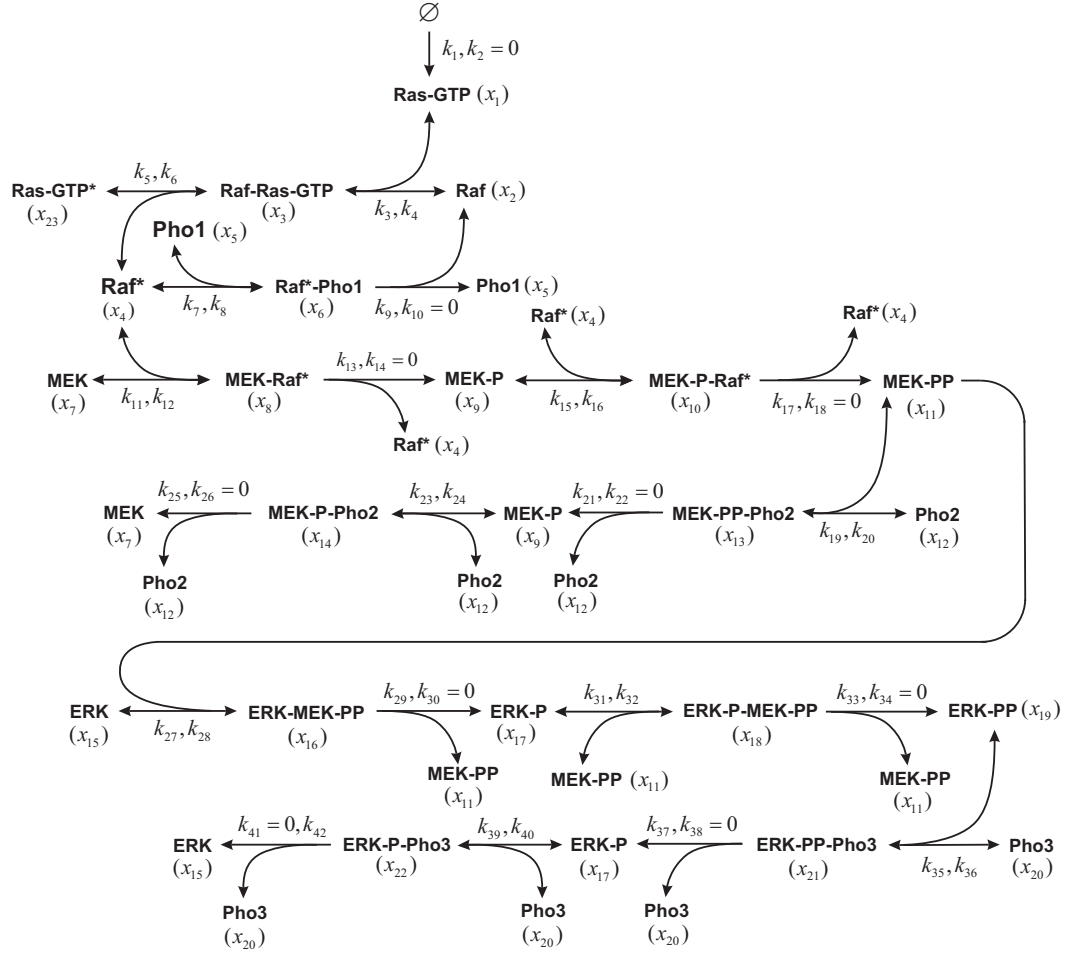 ∅
k₁, k₂ = 0
Ras-GTP (x₁)
k₅, k₆
Ras-GTP* Raf-Ras-GTP Raf (x₂)
(x₂₃) (x₃) k₃, k₄
Pho1 (x₅)
Raf* Raf*-Pho1 Pho1 (x₅)
(x₄) k₇, k₈ (x₆) k₉, k₁₀ = 0
Raf* (x₄) Raf* (x₄)
k₁₃, k₁₄ = 0
MEK MEK-Raf* MEK-P MEK-P-Raf* MEK-PP
(x₇) k₁₁, k₁₂ (x₈) (x₉) k₁₅, k₁₆ (x₁₀) k₁₇, k₁₈ = 0 (x₁₁)
Raf* (x₄)
k₂₅, k₂₆ = 0 k₂₃, k₂₄ k₂₁, k₂₂ = 0
MEK MEK-P-Pho2 MEK-P MEK-PP-Pho2 Pho2
(x₇) (x₁₄) (x₉) (x₁₃) k₁₉, k₂₀ (x₁₂)
Pho2 Pho2 Pho2
(x₁₂) (x₁₂) (x₁₂)
k₂₉, k₃₀ = 0 k₃₁, k₃₂ k₃₃, k₃₄ = 0
ERK ERK-MEK-PP ERK-P ERK-P-MEK-PP ERK-PP (x₁₉)
(x₁₅) k₂₇, k₂₈ (x₁₆) (x₁₇) (x₁₈)
MEK-PP MEK-PP (x₁₁) MEK-PP
(x₁₁) (x₁₁)
k₄₁ = 0, k₄₂ k₃₉, k₄₀ k₃₇, k₃₈ = 0
ERK ERK-P-Pho3 ERK-P ERK-PP-Pho3 Pho3
(x₁₅) (x₂₂) (x₁₇) (x₂₁) k₃₅, k₃₆ (x₂₀)
Pho3 Pho3 Pho3
(x₂₀) (x₂₀) (x₂₀)